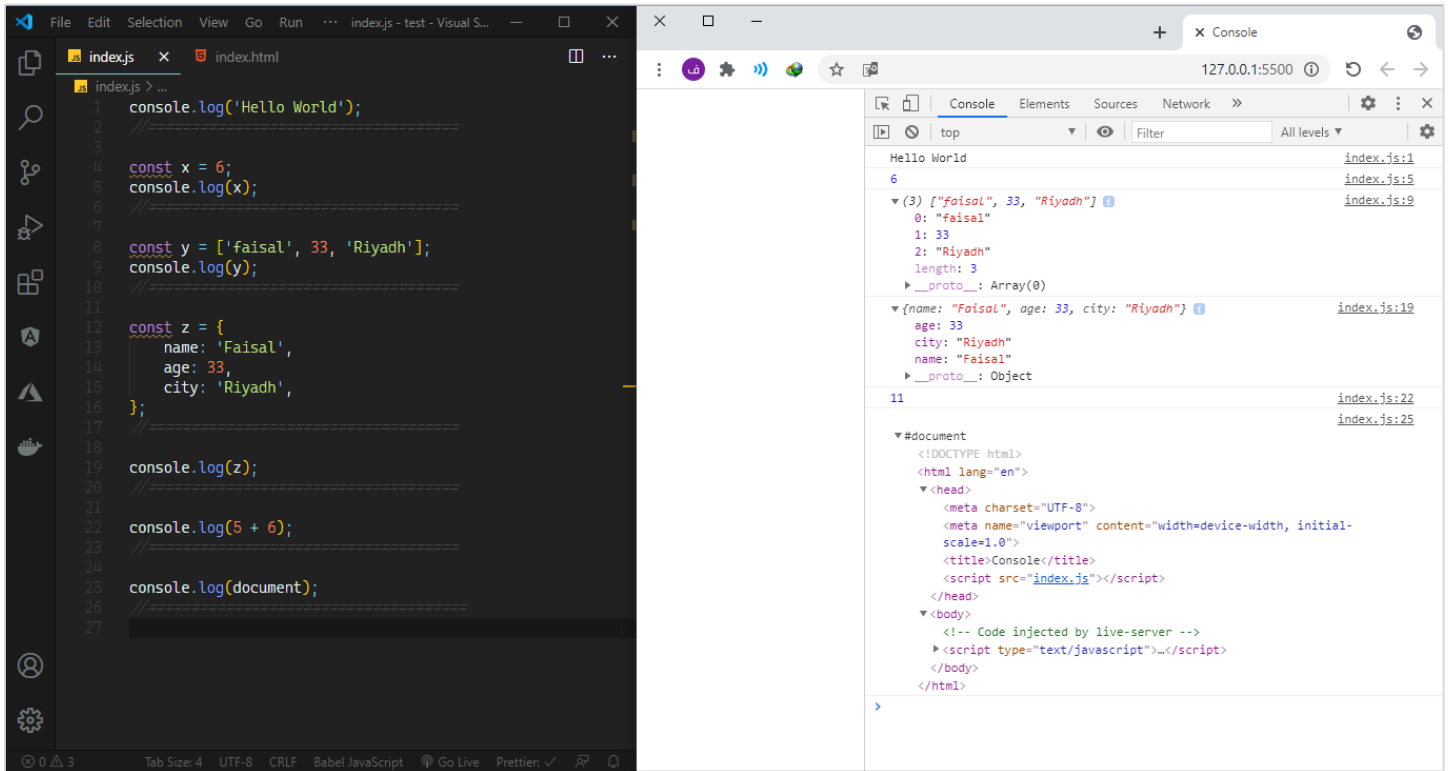 File Edit Selection View Go Run ··· index.js - test - Visual S...
JS index.js × index.html ···
JS index.js > ...
1 console.log('Hello World');
2 //====================================
3
4 const x = 6;
5 console.log(x);
6 //====================================
7
8 const y = ['faisal', 33, 'Riyadh'];
9 console.log(y);
10 //====================================
11
12 const z = {
13 name: 'Faisal',
14 age: 33,
15 city: 'Riyadh',
16 };
17 //====================================
18
19 console.log(z);
20 //====================================
21
22 console.log(5 + 6);
23 //====================================
24
25 console.log(document);
26 //=====================================
27
0 3 Tab Size: 4 UTF-8 CRLF Babel JavaScript Go Live Prettier: ✓
+ × Console
ف 127.0.0.1:5500
Console Elements Sources Network »
top ▼ Filter All levels ▼
Hello World index.js:1
6 index.js:5
▼(3) ["faisal", 33, "Riyadh"] i index.js:9
0: "faisal"
1: 33
2: "Riyadh"
length: 3
▶__proto__: Array(0)
▼{name: "Faisal", age: 33, city: "Riyadh"} i index.js:19
age: 33
city: "Riyadh"
name: "Faisal"
▶__proto__: Object
11 index.js:22
index.js:25
▼#document
<!DOCTYPE html>
<html lang="en">
▼<head>
<meta charset="UTF-8">
<meta name="viewport" content="width=device-width, initial-
scale=1.0">
<title>Console</title>
<script src="index.js"></script>
</head>
▼<body>
<!-- Code injected by live-server -->
▶<script type="text/javascript">…</script>
</body>
</html>
>